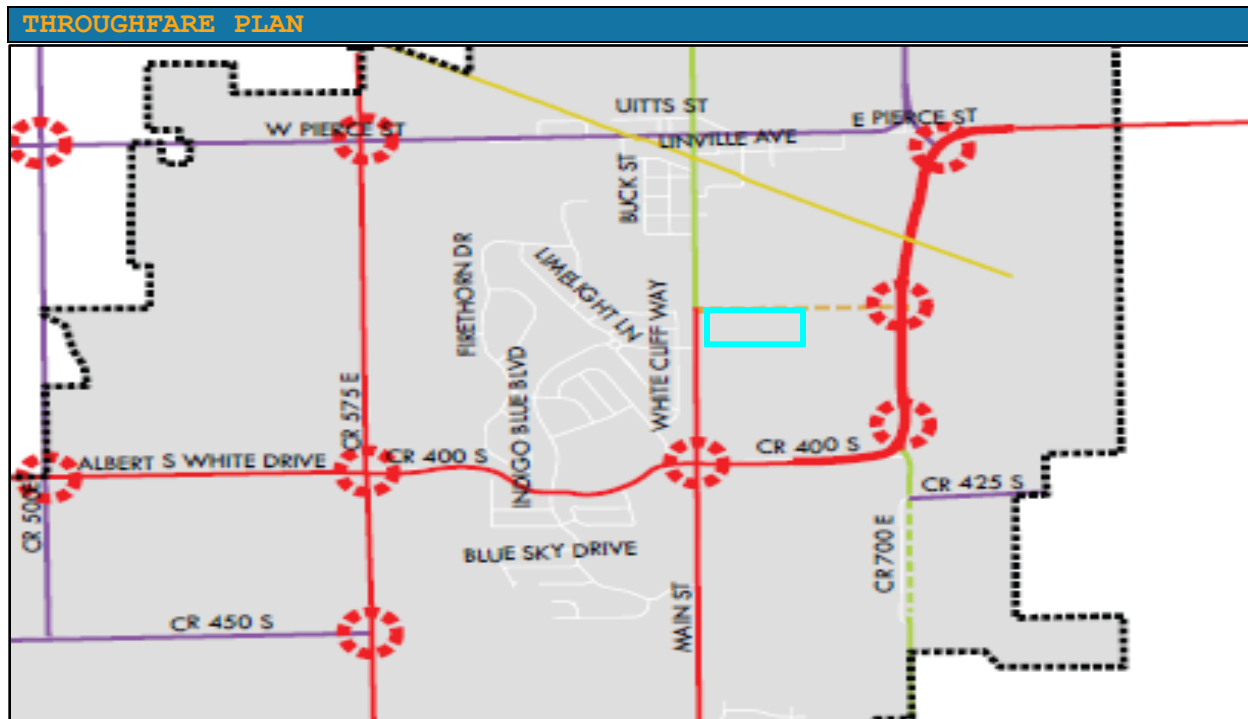 THROUGHFARE PLAN
UITTS ST
E PIERCE ST
W PIERCE ST
LINVILLE AVE
BUCK ST
FIRETHORN DR
LIMELIGHT LN
WHITE CLIFF WAY
INDIGO BLUE BLVD
CR 575 E
CR 400 S
CR 400 S
ALBERT S WHITE DRIVE
CR 425 S
CR 500 E
CR 700 E
BLUE SKY DRIVE
MAIN ST
CR 450 S